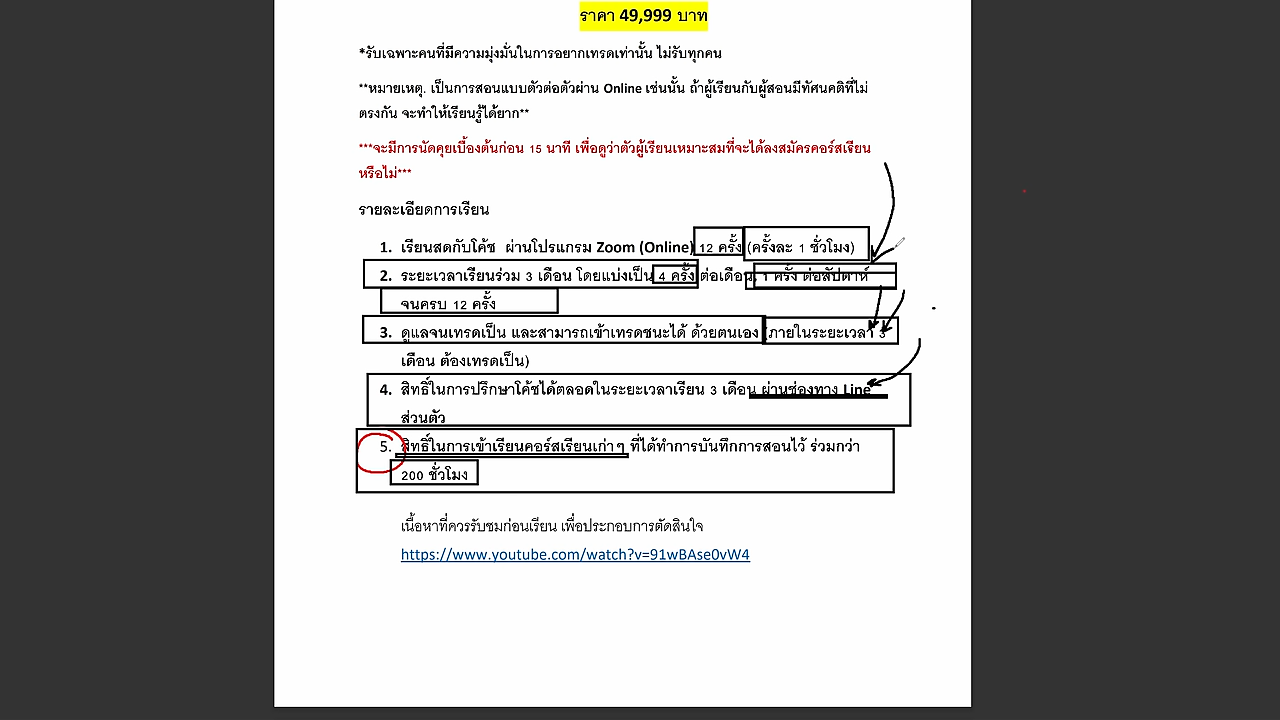 ราคา 49,999 บาท
*รับเฉพาะคนที่มีความมุ่งมั่นในการอยากเทรดเท่านั้น ไม่รับทุกคน
**หมายเหตุ. เป็นการสอนแบบตัวต่อตัวผ่าน Online เช่นนั้น ถ้าผู้เรียนกับผู้สอนมีทัศนคติที่ไม่
ตรงกัน จะทำให้เรียนรู้ได้ยาก**
***จะมีการนัดคุยเบื้องต้นก่อน 15 นาที เพื่อดูว่าตัวผู้เรียนเหมาะสมที่จะได้ลงสมัครคอร์สเรียน
หรือไม่***
รายละเอียดการเรียน
1. เรียนสดกับโค้ช ผ่านโปรแกรม Zoom (Online) 12 ครั้ง (ครั้งละ 1 ชั่วโมง)
2. ระยะเวลาเรียนร่วม 3 เดือน โดยแบ่งเป็น 4 ครั้ง ต่อเดือน, 1 ครั้ง ต่อสัปดาห์
จนครบ 12 ครั้ง
3. ดูแลจนเทรดเป็น และสามารถเข้าเทรดชนะได้ ด้วยตนเอง (ภายในระยะเวลา 3
เดือน ต้องเทรดเป็น)
4. สิทธิ์ในการปรึกษาโค้ชได้ตลอดในระยะเวลาเรียน 3 เดือน ผ่านช่องทาง Line
ส่วนตัว
5. สิทธิ์ในการเข้าเรียนคอร์สเรียนเก่า ๆ ที่ได้ทำการบันทึกการสอนไว้ ร่วมกว่า
200 ชั่วโมง
เนื้อหาที่ควรรับชมก่อนเรียน เพื่อประกอบการตัดสินใจ
https://www.youtube.com/watch?v=91wBAse0vW4